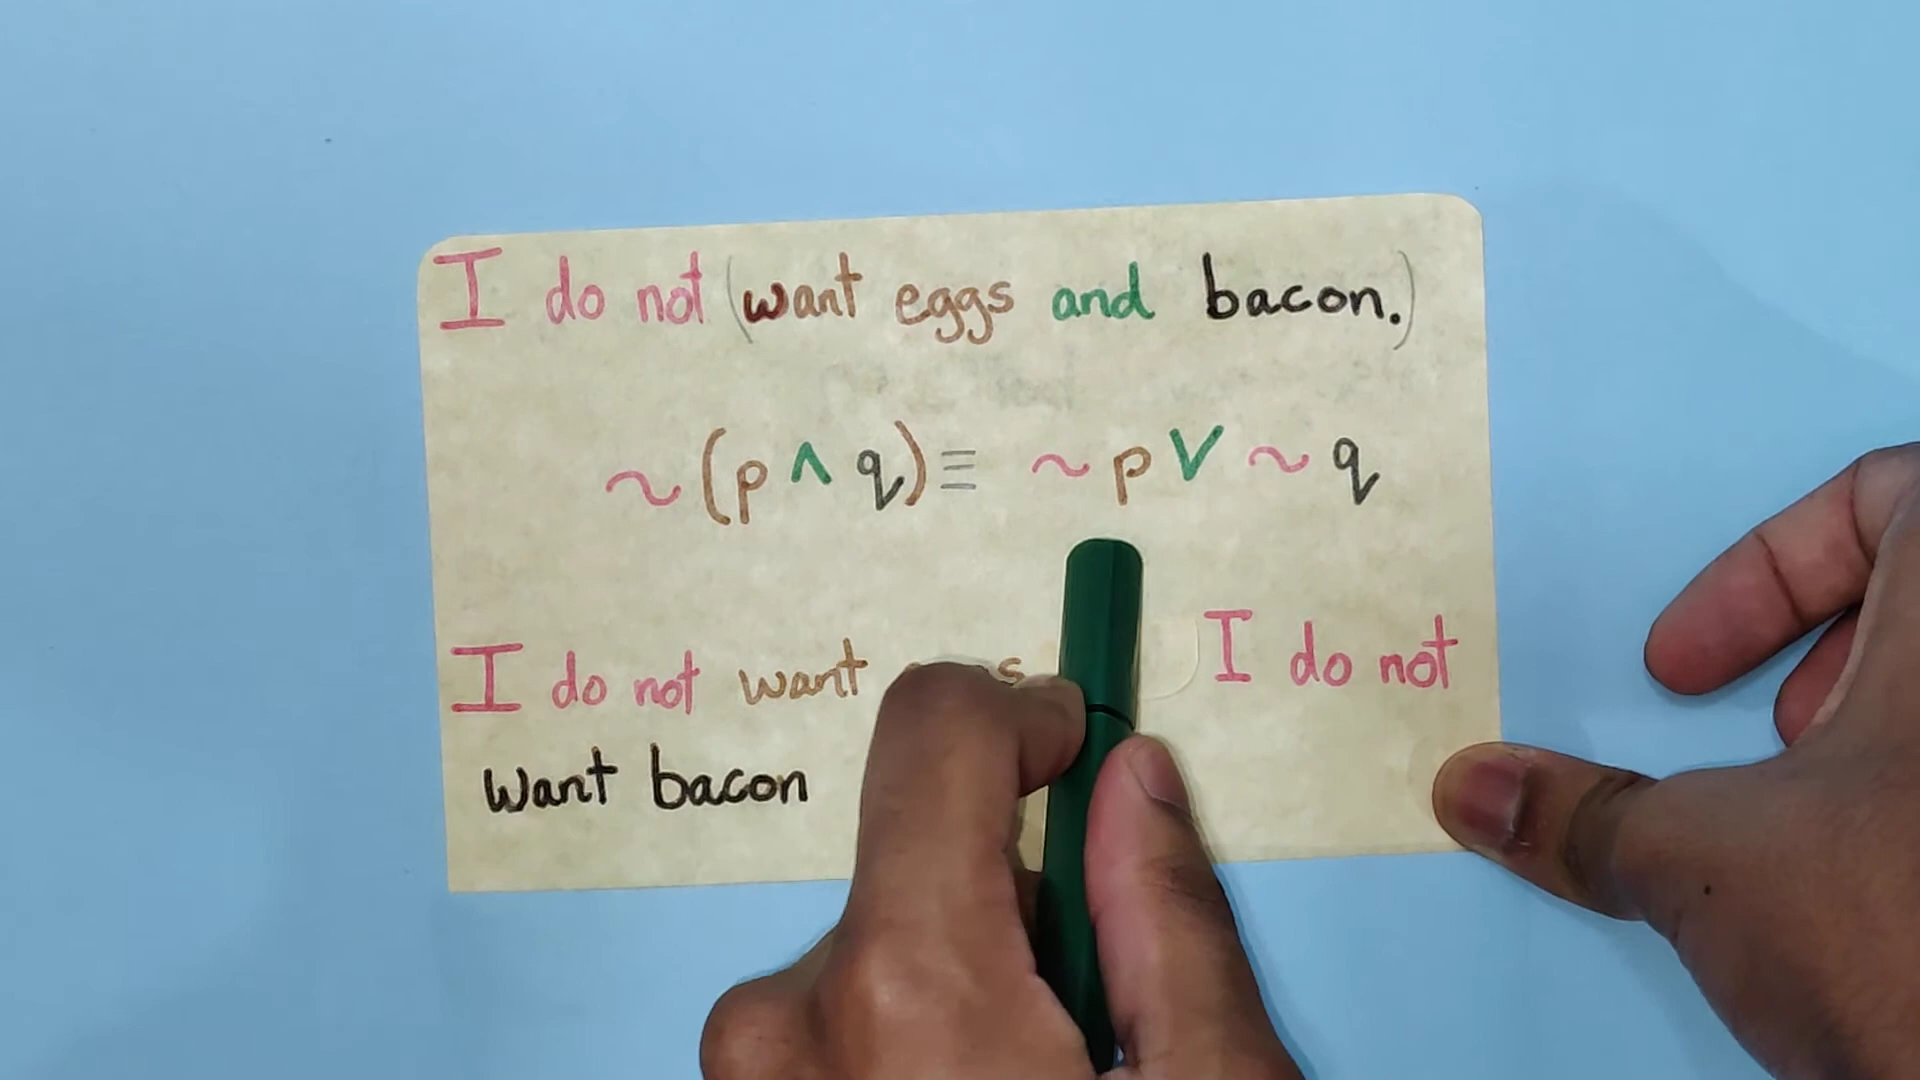 I do not (want eggs and bacon.)
~(p ∧ q) ≡ ~p ∨ ~q
I do not want I do not
want bacon